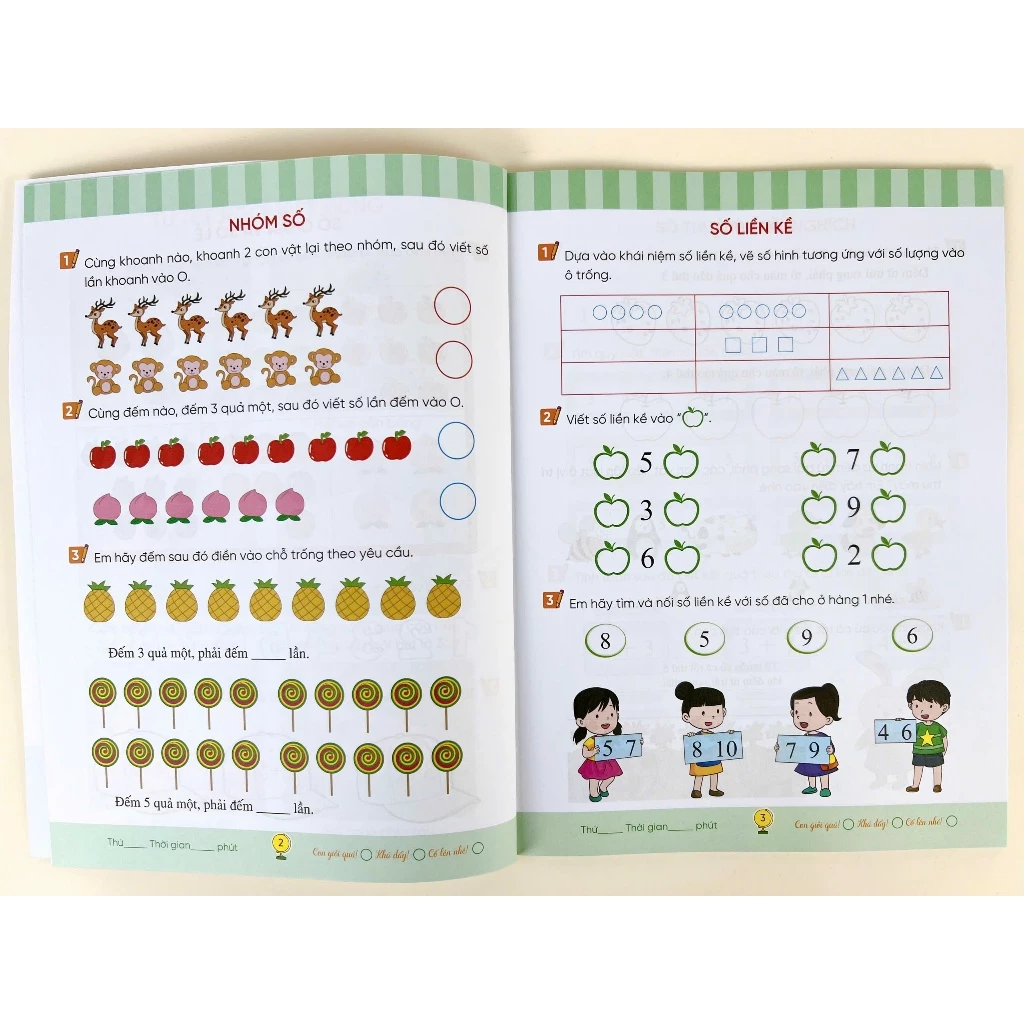 NHÓM SỐ
1 Cùng khoanh nào, khoanh 2 con vật lại theo nhóm, sau đó viết số
lần khoanh vào O.
2 Cùng đếm nào, đếm 3 quả một, sau đó viết số lần đếm vào O.
3 Em hãy đếm sau đó điền vào chỗ trống theo yêu cầu.
Đếm 3 quả một, phải đếm _____ lần.
Đếm 5 quả một, phải đếm _____ lần.
Thứ____ Thời gian_____ phút
2
Con giỏi quá! Khá đấy! Cố lên nhé!
SỐ LIỀN KỀ
1 Dựa vào khái niệm số liền kề, vẽ số hình tương ứng với số lượng vào
ô trống.
2 Viết số liền kề vào “ ”.
5 7
3 9
6 2
3 Em hãy tìm và nối số liền kề với số đã cho ở hàng 1 nhé.
8 5 9 6
5 7 8 10 7 9 4 6
Thứ____ Thời gian_____ phút
3
Con giỏi quá! Khá đấy! Cố lên nhé!